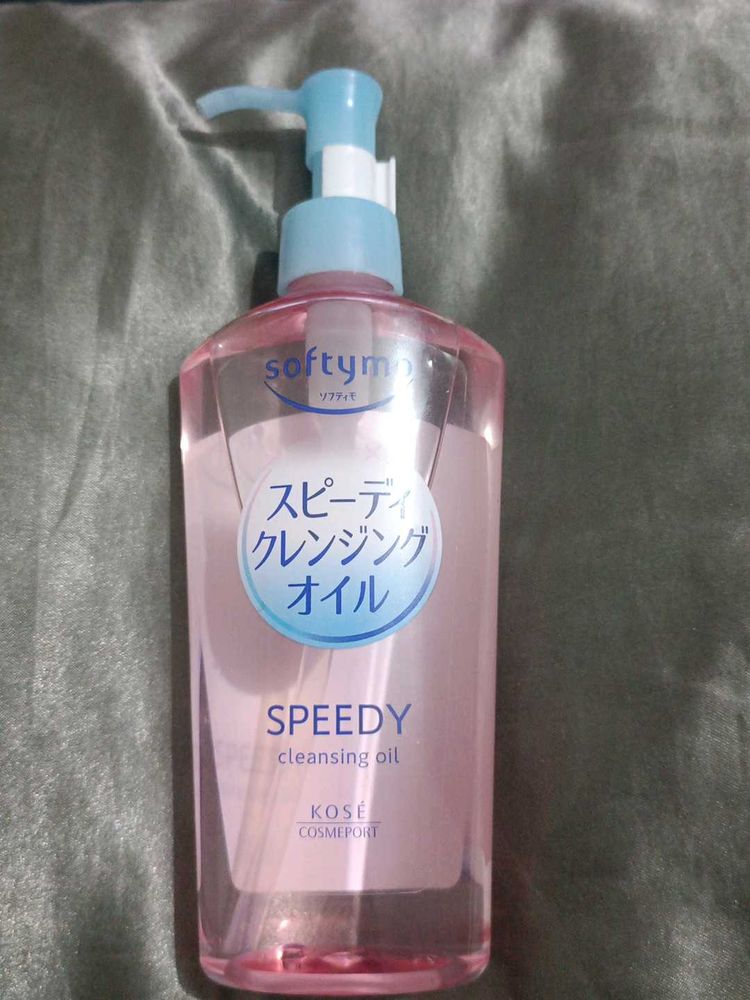 softymo
ソフティモ
スピーディ
クレンジング
オイル
SPEEDY
cleansing oil
KOSÉ
COSMEPORT